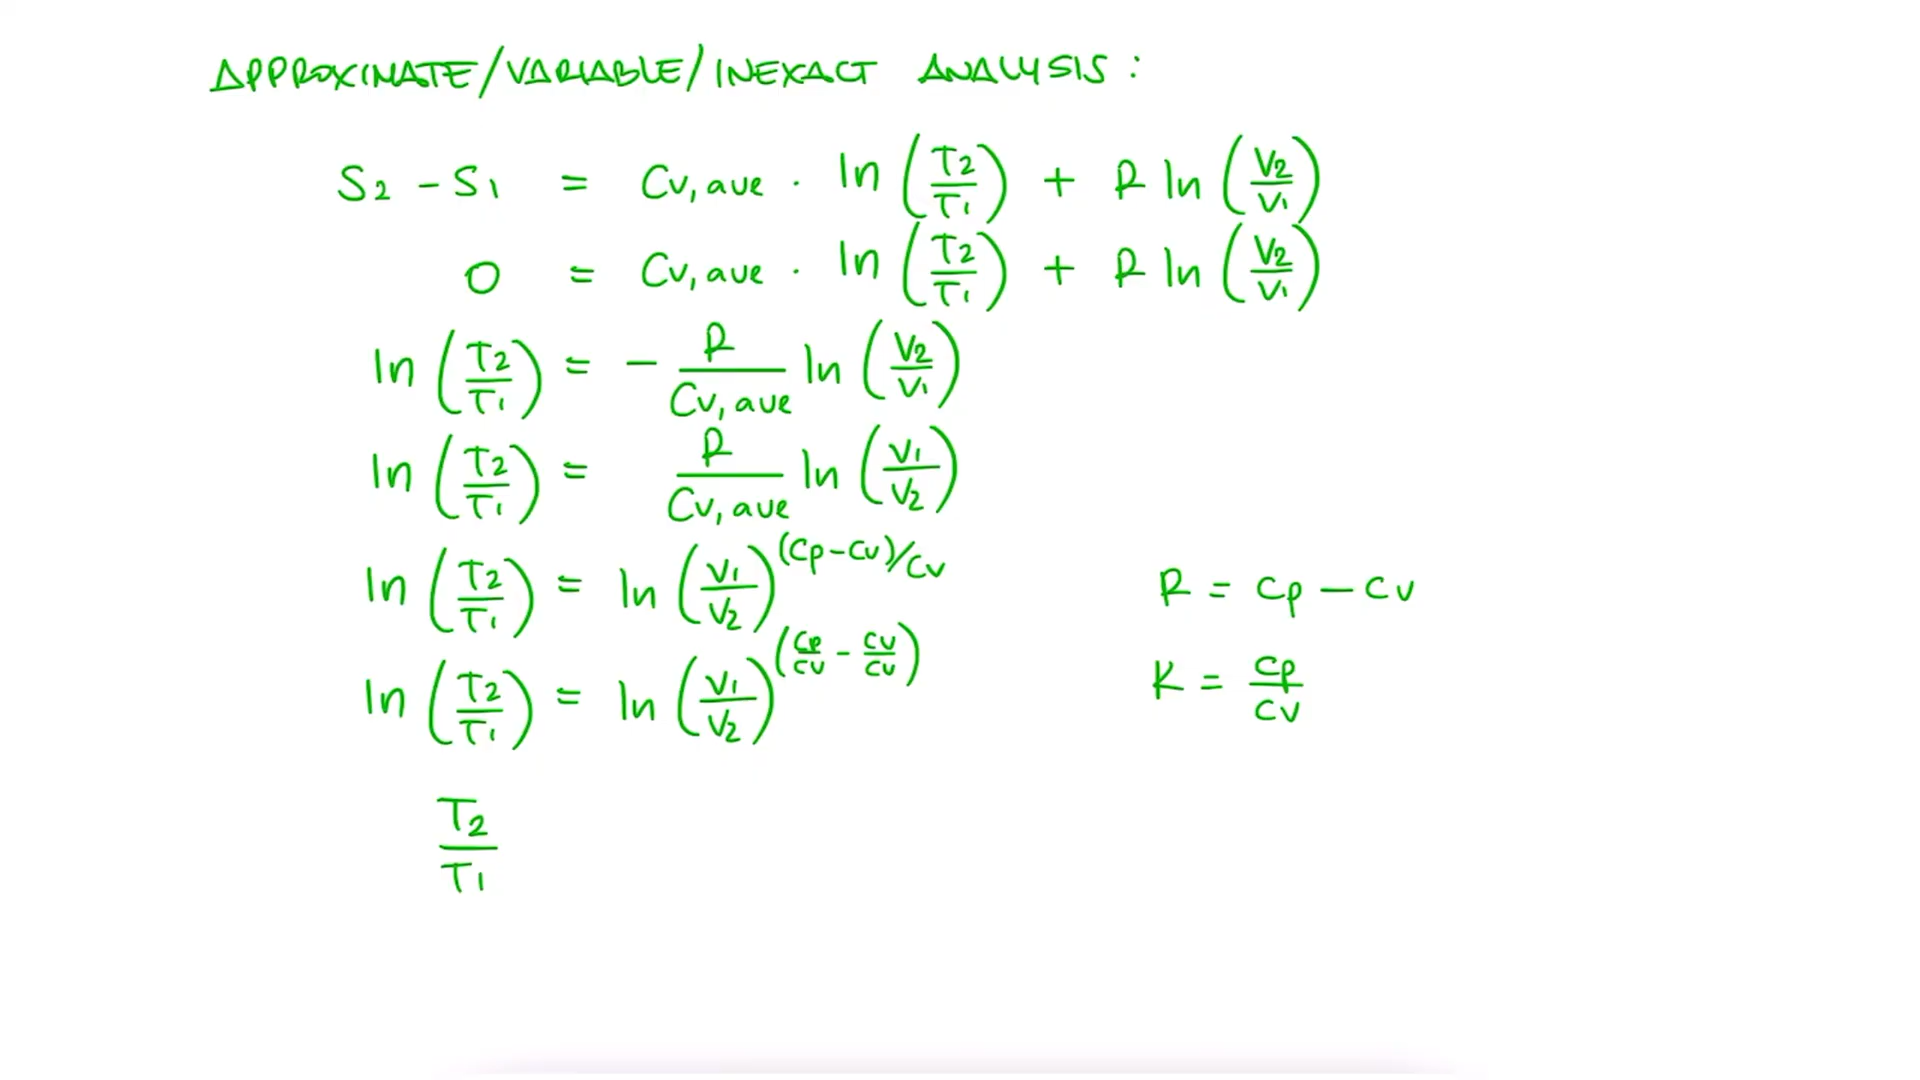 APPROXIMATE/VARIABLE/INEXACT ANALYSIS:
S2 - S1 = Cv, ave · ln (T2/T1) + R ln (V2/V1)
0 = Cv, ave · ln (T2/T1) + R ln (V2/V1)
ln (T2/T1) = - R/Cv, ave ln (V2/V1)
ln (T2/T1) = R/Cv, ave ln (V1/V2)
ln (T2/T1) = ln (V1/V2)^(Cp-Cv)/Cv
R = Cp - Cv
ln (T2/T1) = ln (V1/V2)^(Cp/Cv - Cv/Cv)
K = Cp/Cv
T2/T1